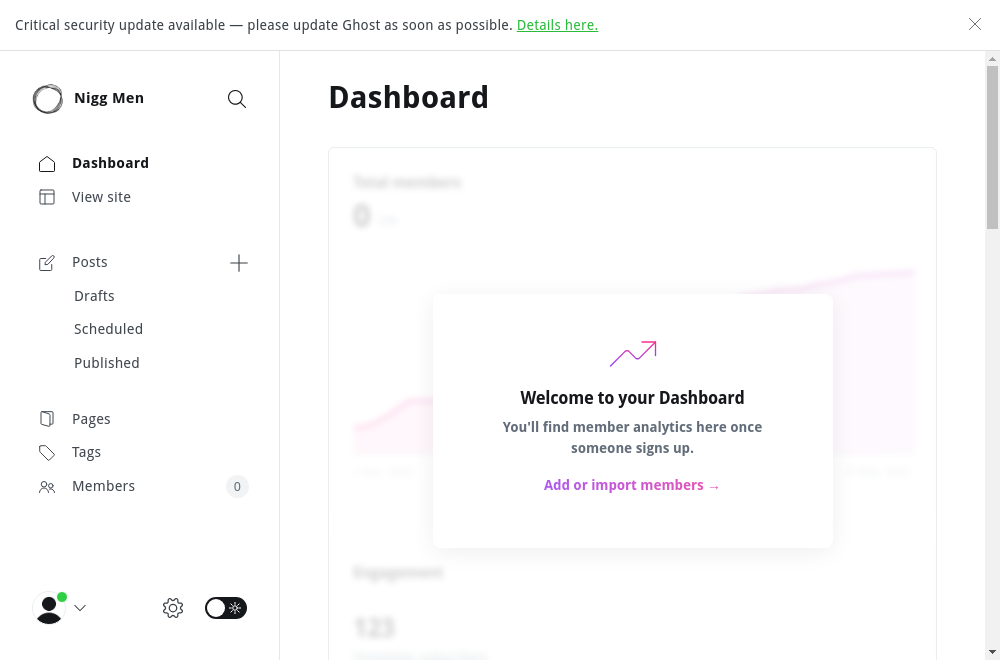 Critical security update available — please update Ghost as soon as possible. Details here.
Nigg Men
Dashboard
Dashboard
View site
Total members
0
Posts
Drafts
Scheduled
Published
Welcome to your Dashboard
You'll find member analytics here once
someone signs up.
Add or import members →
Pages
Tags
Members
0
Engagement
123